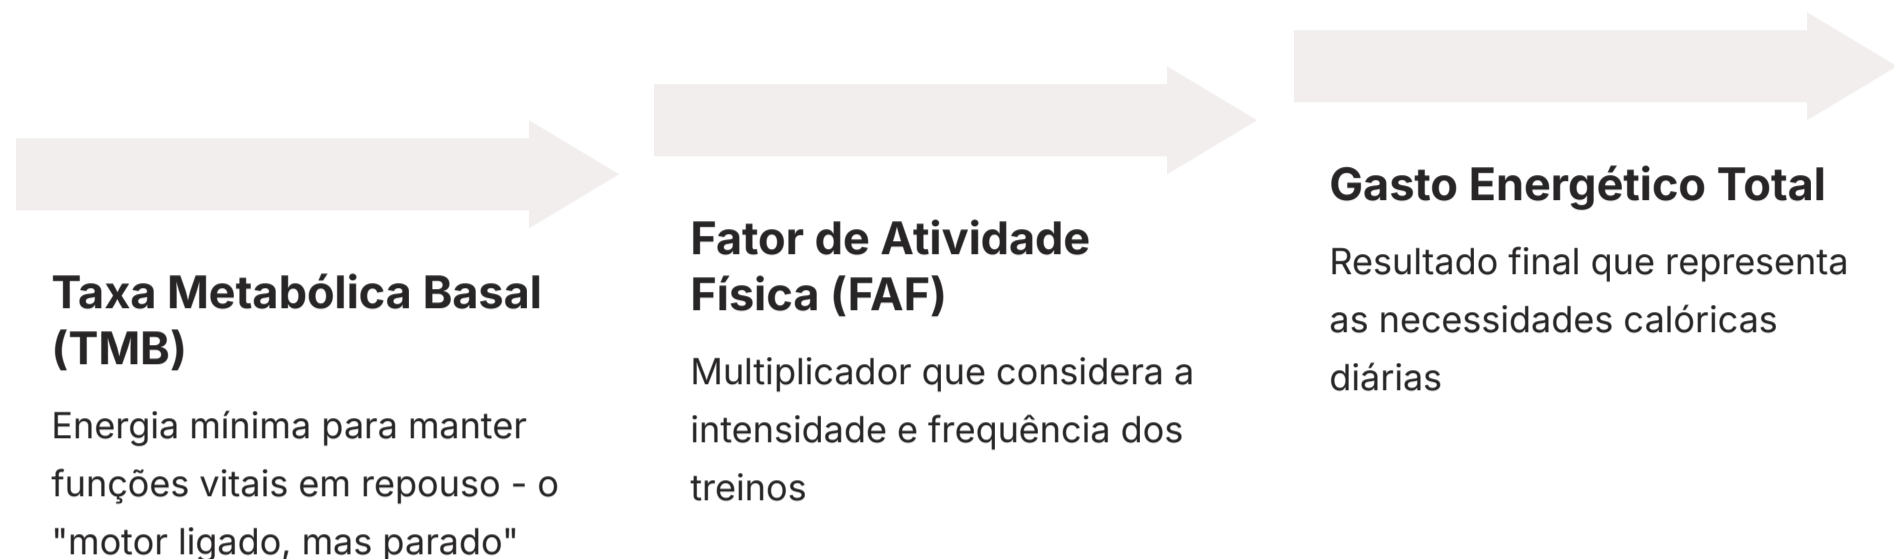 Taxa Metabólica Basal
(TMB)
Energia mínima para manter
funções vitais em repouso - o
"motor ligado, mas parado"
Fator de Atividade
Física (FAF)
Multiplicador que considera a
intensidade e frequência dos
treinos
Gasto Energético Total
Resultado final que representa
as necessidades calóricas
diárias